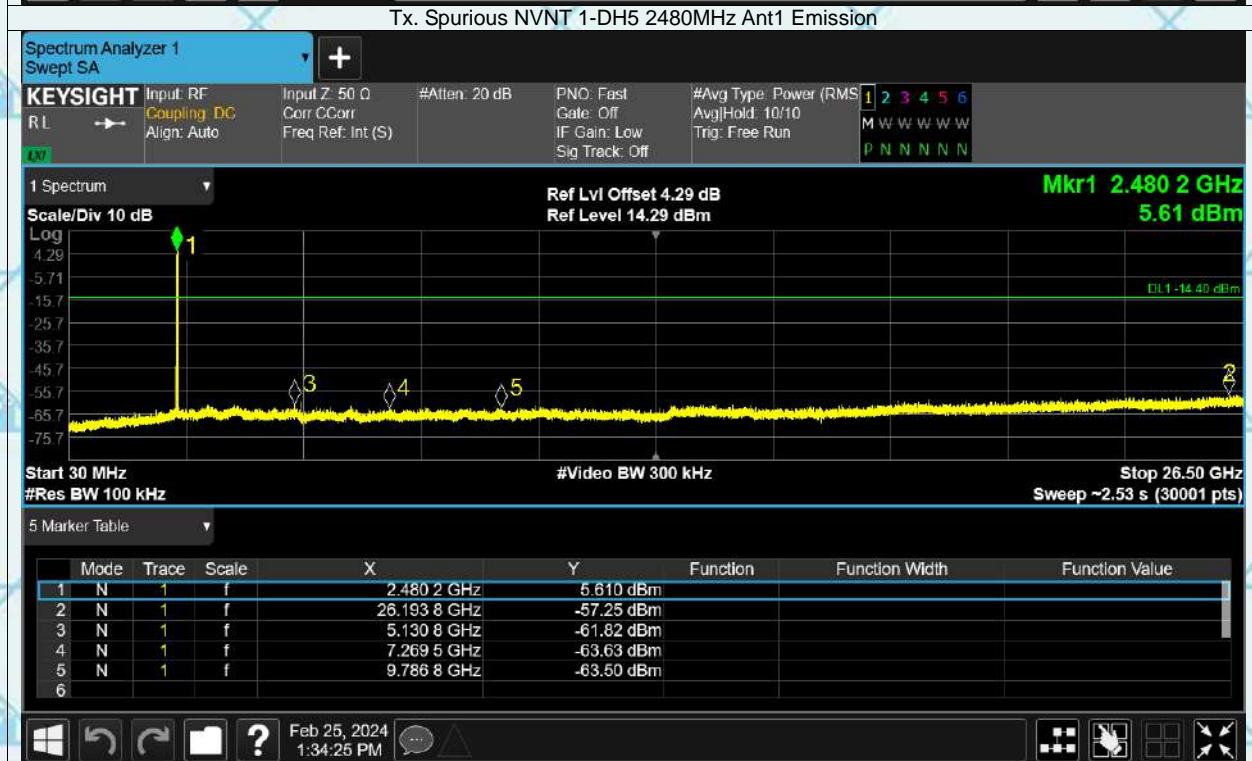 Tx. Spurious NVNT 1-DH5 2480MHz Ant1 Emission
Spectrum Analyzer 1
Swept SA
+
KEYSIGHT
RL
LXI
Input: RF
Coupling: DC
Align: Auto
Input Z: 50 Ω
Corr CCorr
Freq Ref: Int (S)
#Atten: 20 dB
PNO: Fast
Gate: Off
IF Gain: Low
Sig Track: Off
#Avg Type: Power (RMS
Avg|Hold: 10/10
Trig: Free Run
1 2 3 4 5 6
M W W W W W
P N N N N N
1 Spectrum
Scale/Div 10 dB
Ref Lvl Offset 4.29 dB
Ref Level 14.29 dBm
Mkr1 2.480 2 GHz
5.61 dBm
Log
4.29
-5.71
-15.7
-25.7
-35.7
-45.7
-55.7
-65.7
-75.7
1
DL1 -14.40 dBm
3
4
5
2
Start 30 MHz
#Res BW 100 kHz
#Video BW 300 kHz
Stop 26.50 GHz
Sweep ~2.53 s (30001 pts)
5 Marker Table
Mode Trace Scale X Y Function Function Width Function Value
1 N 1 f 2.480 2 GHz 5.610 dBm
2 N 1 f 26.193 8 GHz -57.25 dBm
3 N 1 f 5.130 8 GHz -61.82 dBm
4 N 1 f 7.269 5 GHz -63.63 dBm
5 N 1 f 9.786 8 GHz -63.50 dBm
6
?
Feb 25, 2024
1:34:25 PM